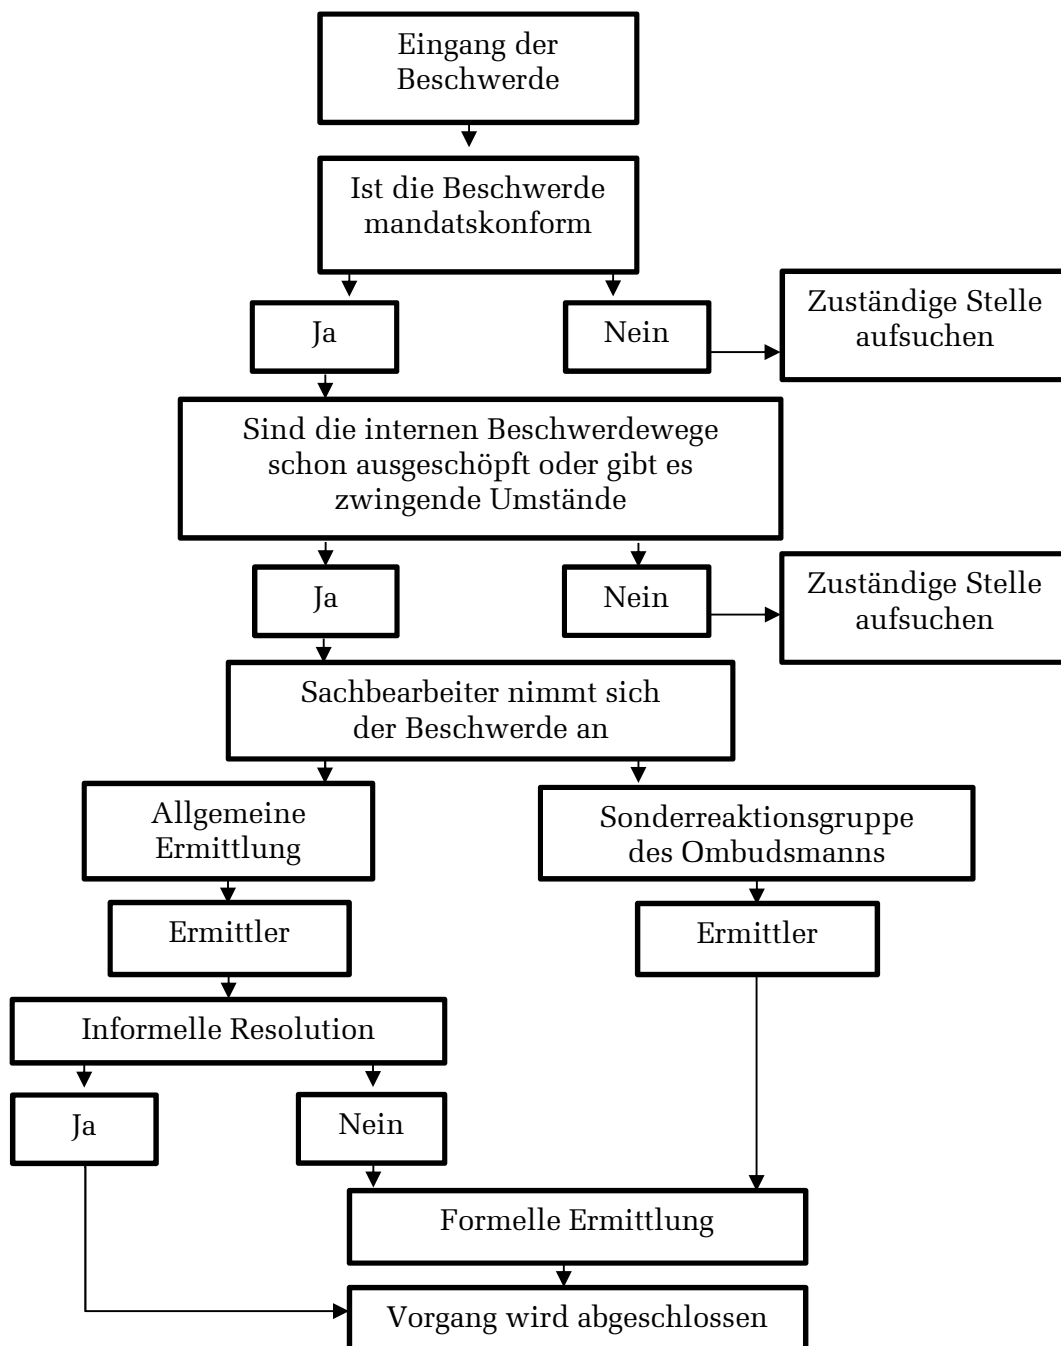 Eingang der
Beschwerde
Ist die Beschwerde
mandatskonform
Ja
Nein
Zuständige Stelle
aufsuchen
Sind die internen Beschwerdewege
schon ausgeschöpft oder gibt es
zwingende Umstände
Ja
Nein
Zuständige Stelle
aufsuchen
Sachbearbeiter nimmt sich
der Beschwerde an
Allgemeine
Ermittlung
Sonderreaktionsgruppe
des Ombudsmanns
Ermittler
Ermittler
Informelle Resolution
Ja
Nein
Formelle Ermittlung
Vorgang wird abgeschlossen